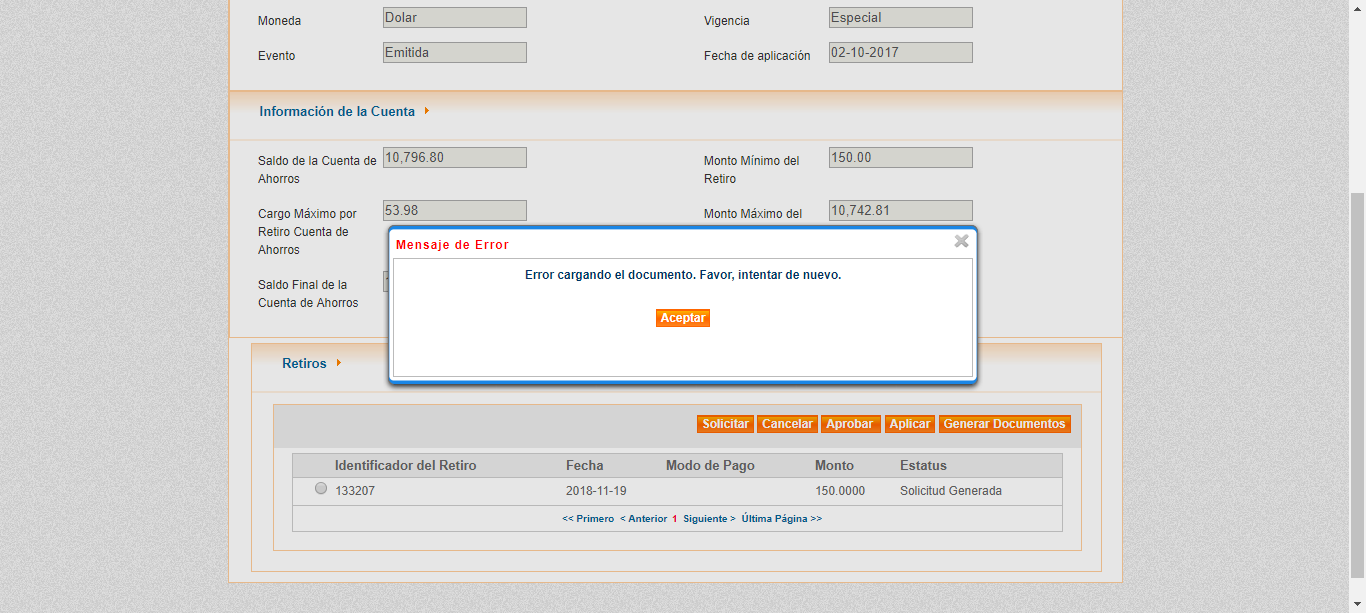 Moneda Dolar Vigencia Especial
Evento Emitida Fecha de aplicación 02-10-2017
Información de la Cuenta
Saldo de la Cuenta de Ahorros 10,796.80 Monto Mínimo del Retiro 150.00
Cargo Máximo por Retiro Cuenta de Ahorros 53.98 Monto Máximo del 10,742.81
Saldo Final de la Cuenta de Ahorros
Mensaje de Error
Error cargando el documento. Favor, intentar de nuevo.
Aceptar
Retiros
Solicitar Cancelar Aprobar Aplicar Generar Documentos
Identificador del Retiro Fecha Modo de Pago Monto Estatus
133207 2018-11-19 150.0000 Solicitud Generada
<< Primero < Anterior 1 Siguiente > Última Página >>